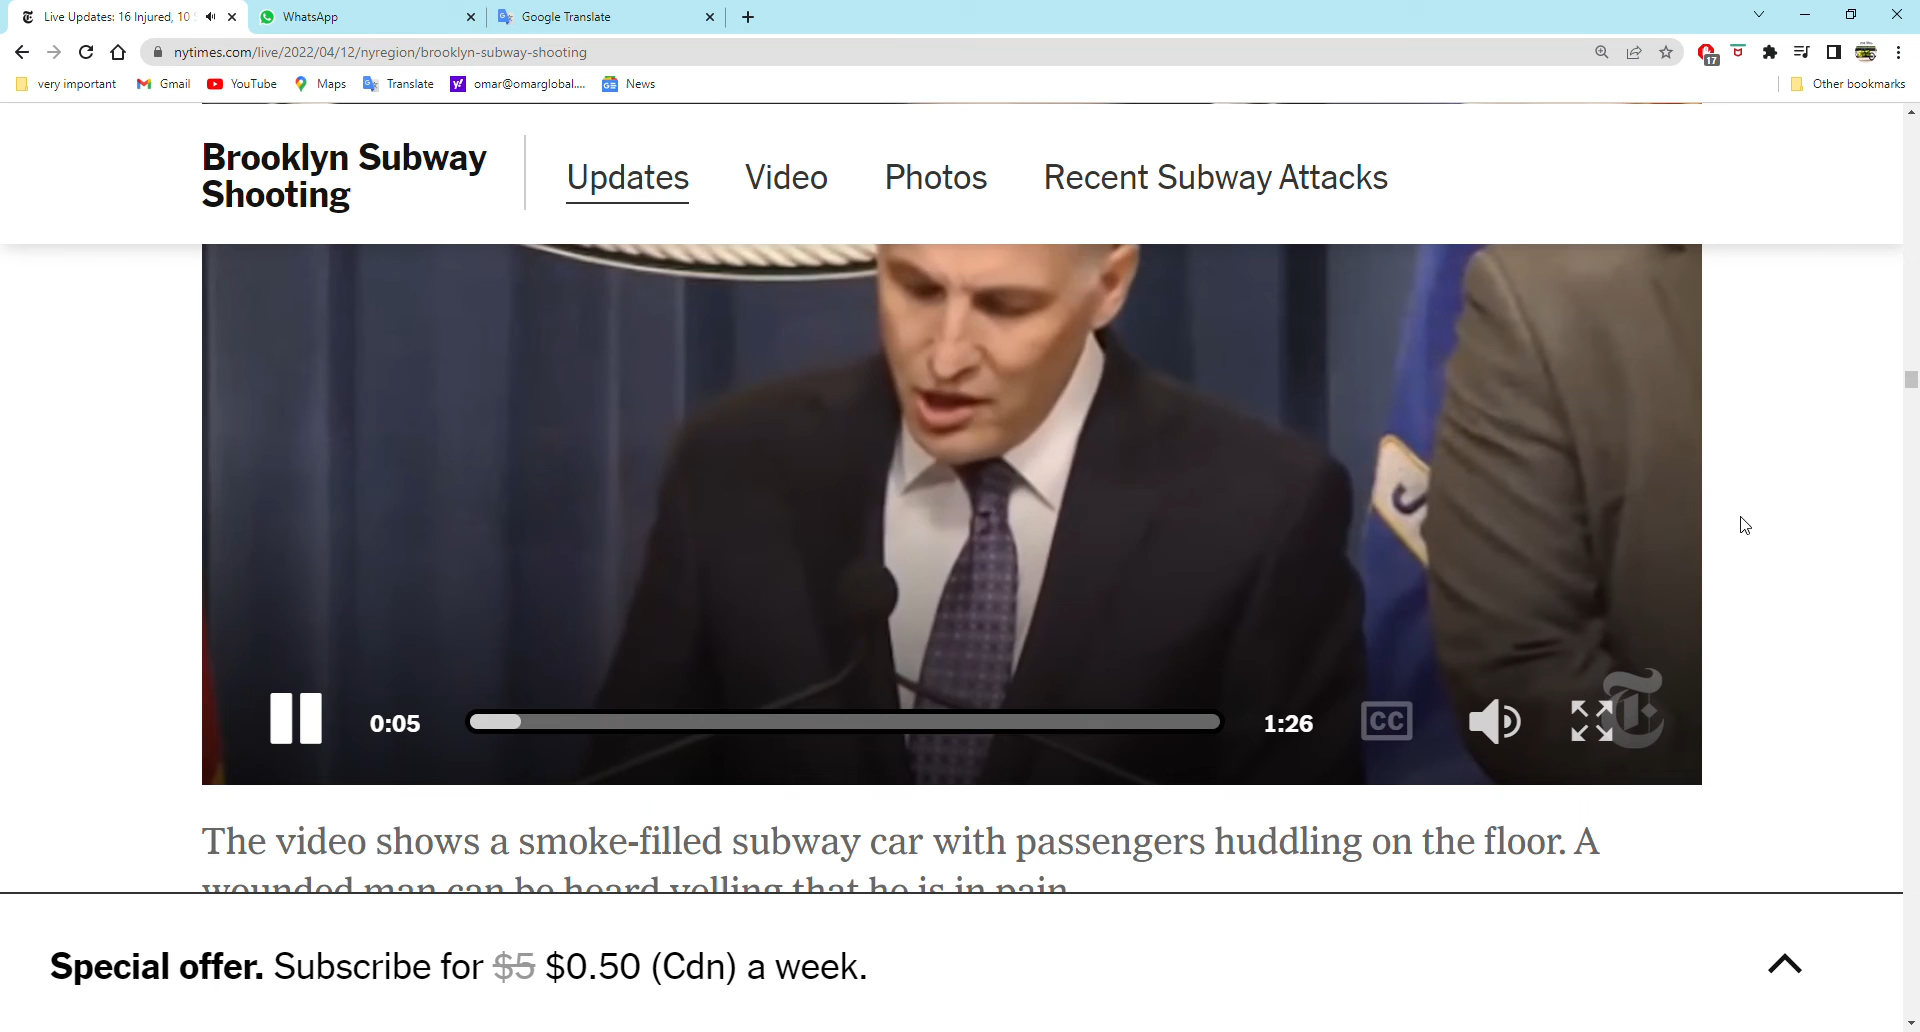 Live Updates: 16 Injured, 10
WhatsApp
Google Translate
nytimes.com/live/2022/04/12/nyregion/brooklyn-subway-shooting
17
very important
Gmail
YouTube
Maps
Translate
omar@omarglobal....
News
Other bookmarks
Brooklyn Subway
Shooting
Updates
Video
Photos
Recent Subway Attacks
0:05
1:26
CC
The video shows a smoke-filled subway car with passengers huddling on the floor. A
wounded man can be heard yelling that he is in pain.
Special offer. Subscribe for $5 $0.50 (Cdn) a week.